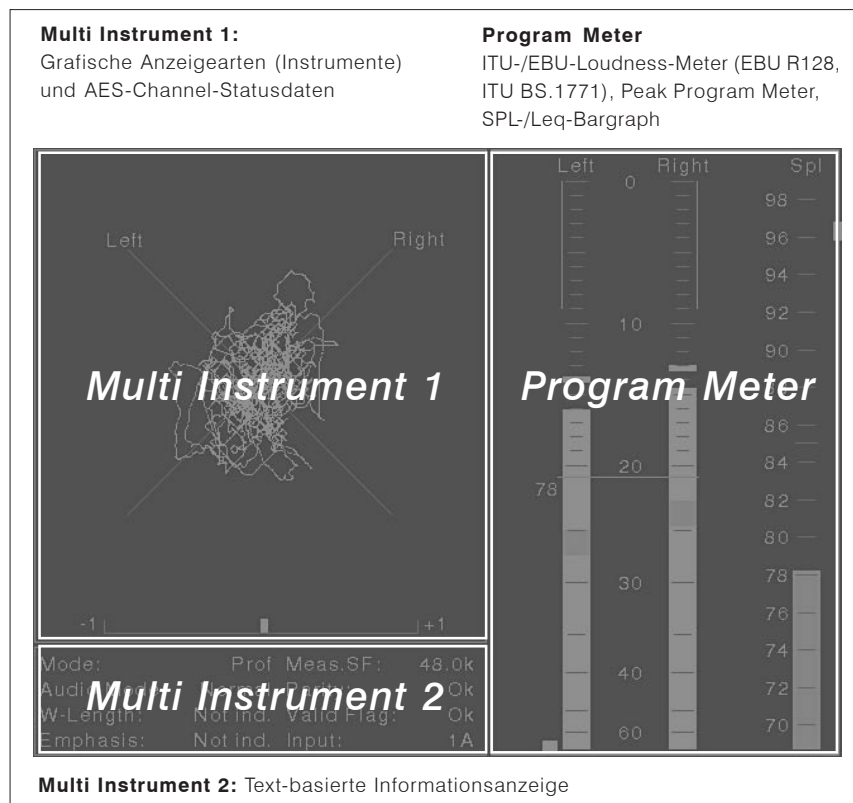 Multi Instrument 1:
Grafische Anzeigearten (Instrumente)
und AES-Channel-Statusdaten
Program Meter
ITU-/EBU-Loudness-Meter (EBU R128,
ITU BS.1771), Peak Program Meter,
SPL-/Leq-Bargraph
Left
Right
Multi Instrument 1
-1
+1
Left
Right
Spl
0
10
20
30
40
60
78
Program Meter
98
96
94
92
90
86
84
82
80
78
76
74
72
70
Mode: Prof Meas.SF: 48.0k
Audio Mode: Normal Parity: Ok
W-Length: Not ind. Valid Flag: Ok
Emphasis: Not ind. Input: 1A
Multi Instrument 2
Multi Instrument 2: Text-basierte Informationsanzeige